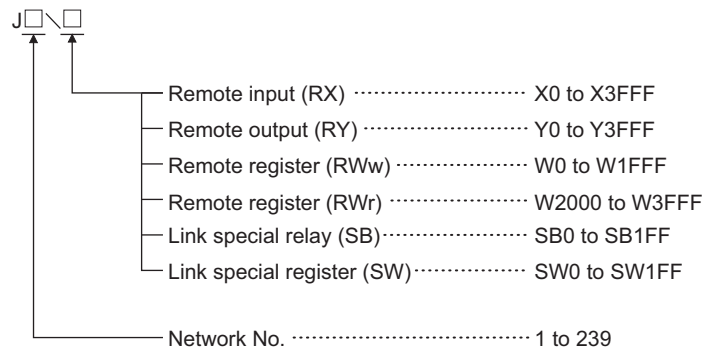 J□\□
Remote input (RX) ⋯⋯⋯⋯⋯⋯⋯ X0 to X3FFF
Remote output (RY) ⋯⋯⋯⋯⋯⋯⋯ Y0 to Y3FFF
Remote register (RWw) ⋯⋯⋯⋯⋯⋯ W0 to W1FFF
Remote register (RWr) ⋯⋯⋯⋯⋯⋯ W2000 to W3FFF
Link special relay (SB) ⋯⋯⋯⋯⋯⋯ SB0 to SB1FF
Link special register (SW) ⋯⋯⋯⋯⋯ SW0 to SW1FF
Network No. ⋯⋯⋯⋯⋯⋯⋯⋯⋯⋯ 1 to 239